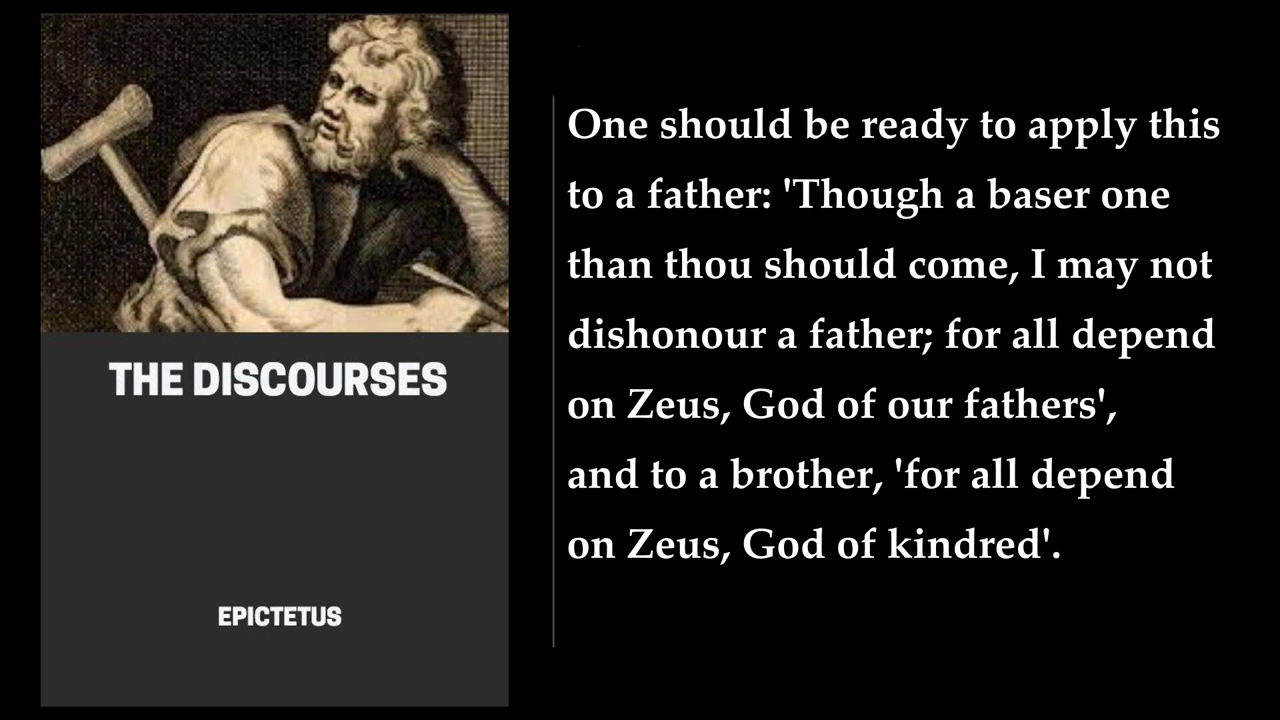 THE DISCOURSES
EPICTETUS
One should be ready to apply this
to a father: 'Though a baser one
than thou should come, I may not
dishonour a father; for all depend
on Zeus, God of our fathers',
and to a brother, 'for all depend
on Zeus, God of kindred'.